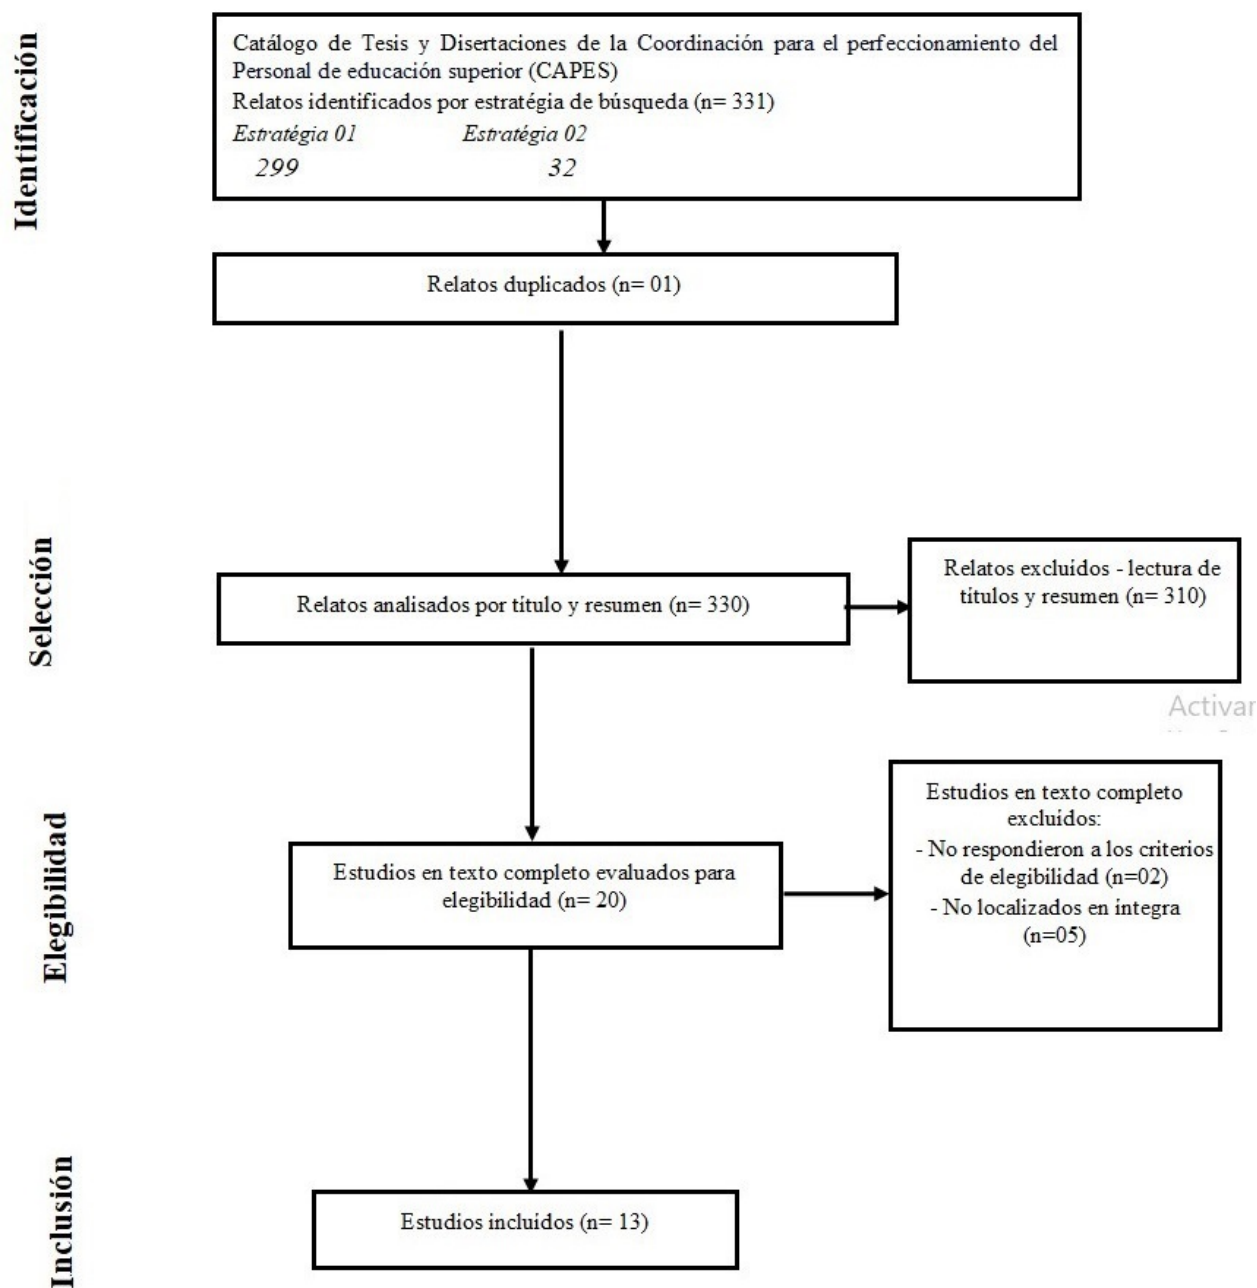 Identificación
Catálogo de Tesis y Disertaciones de la Coordinación para el perfeccionamiento del
Personal de educación superior (CAPES)
Relatos identificados por estratégia de búsqueda (n= 331)
Estratégia 01 Estratégia 02
299 32
Relatos duplicados (n= 01)
Selección
Relatos analisados por título y resumen (n= 330)
Relatos excluídos - lectura de
títulos y resumen (n= 310)
Activar
Elegibilidad
Estudios en texto completo evaluados para
elegibilidad (n= 20)
Estudios en texto completo
excluídos:
- No respondieron a los criterios
de elegibilidad (n=02)
- No localizados en íntegra
(n=05)
Inclusión
Estudios incluídos (n= 13)